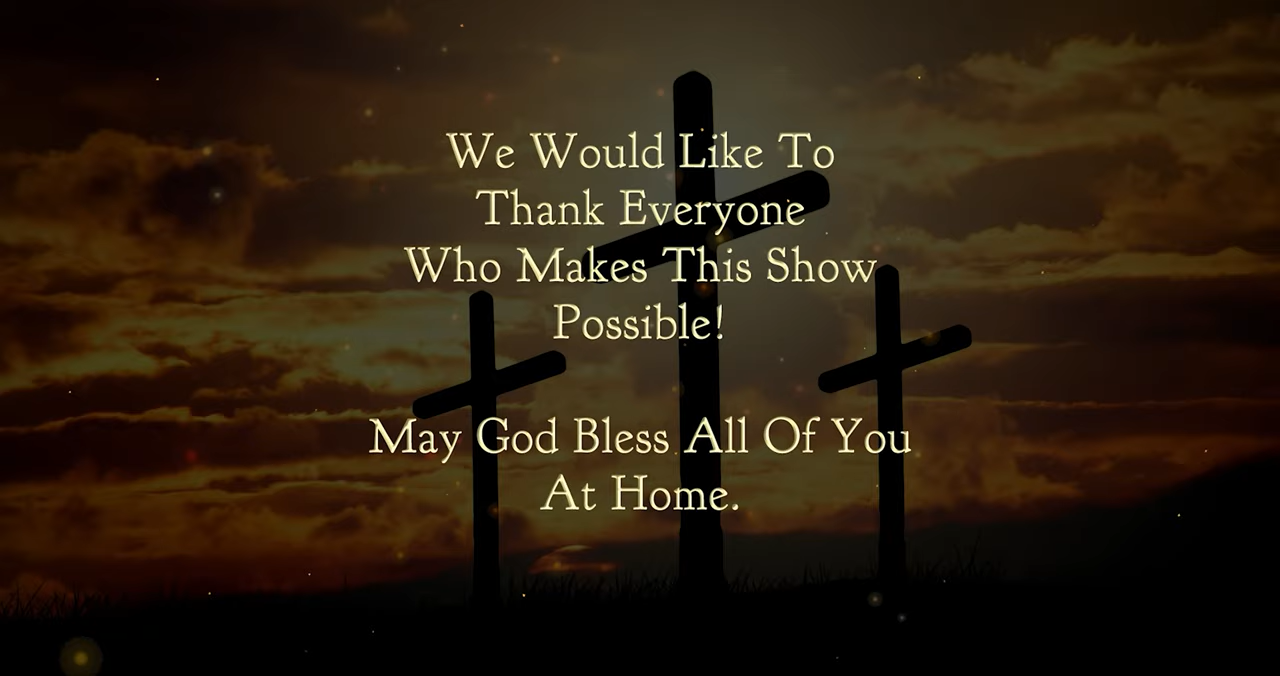 We Would Like To
Thank Everyone
Who Makes This Show
Possible!
May God Bless All Of You
At Home.